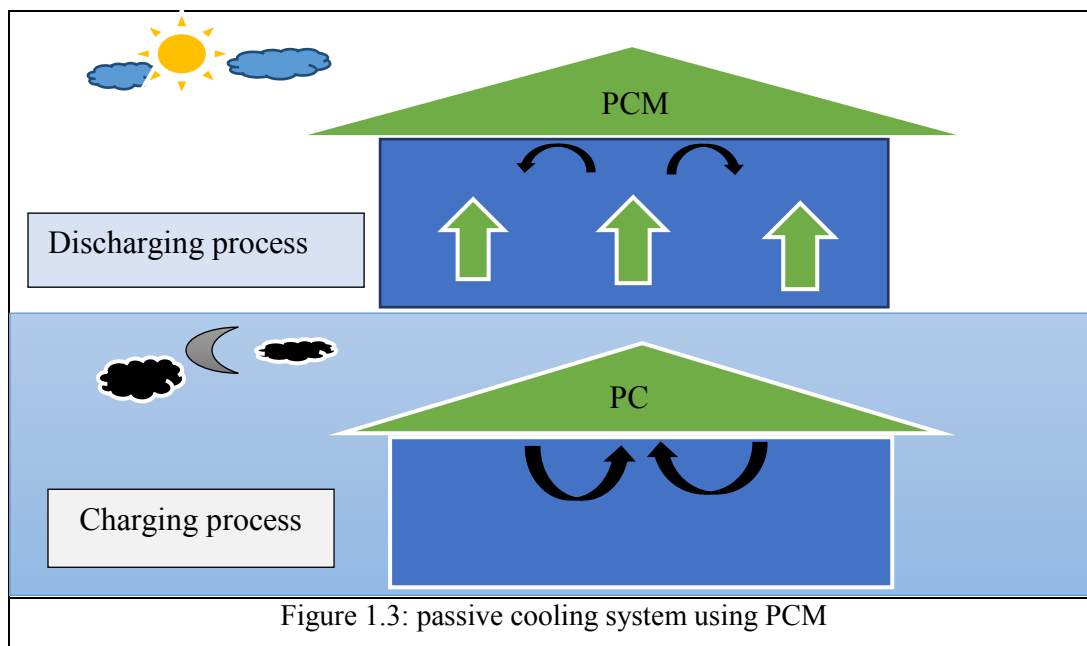 PCM
Discharging process
PC
Charging process
Figure 1.3: passive cooling system using PCM